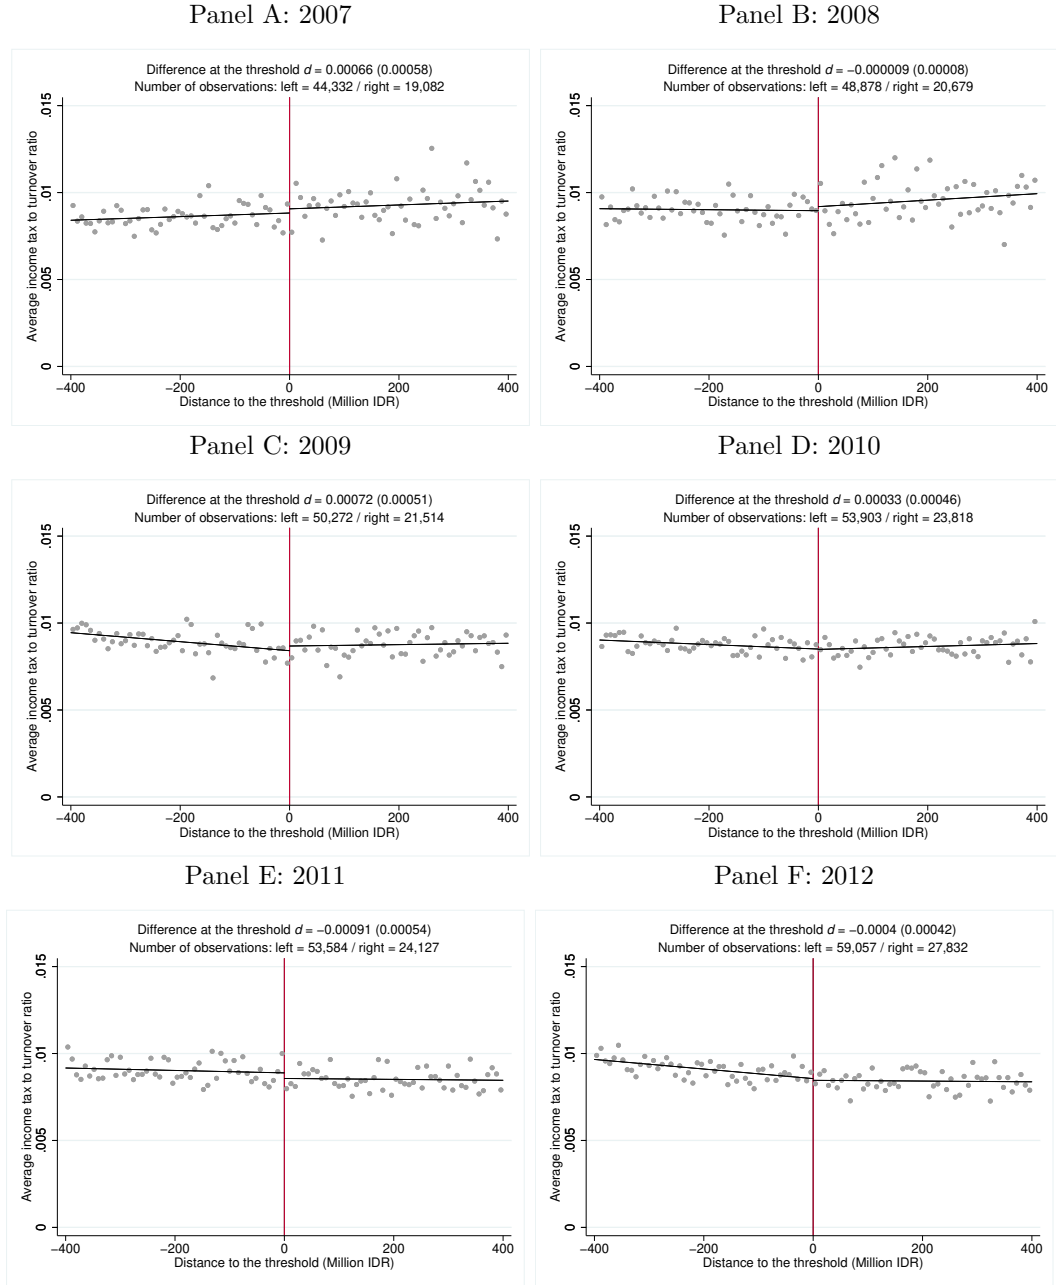 Panel A: 2007
Difference at the threshold d = 0.00066 (0.00058)
Number of observations: left = 44,332 / right = 19,082
Average income tax to turnover ratio
.015
.01
.005
0
−400 −200 0 200 400
Distance to the threshold (Million IDR)
Panel B: 2008
Difference at the threshold d = −0.000009 (0.00008)
Number of observations: left = 48,878 / right = 20,679
Average income tax to turnover ratio
.015
.01
.005
0
−400 −200 0 200 400
Distance to the threshold (Million IDR)
Panel C: 2009
Difference at the threshold d = 0.00072 (0.00051)
Number of observations: left = 50,272 / right = 21,514
Average income tax to turnover ratio
.015
.01
.005
0
−400 −200 0 200 400
Distance to the threshold (Million IDR)
Panel D: 2010
Difference at the threshold d = 0.00033 (0.00046)
Number of observations: left = 53,903 / right = 23,818
Average income tax to turnover ratio
.015
.01
.005
0
−400 −200 0 200 400
Distance to the threshold (Million IDR)
Panel E: 2011
Difference at the threshold d = −0.00091 (0.00054)
Number of observations: left = 53,584 / right = 24,127
Average income tax to turnover ratio
.015
.01
.005
0
−400 −200 0 200 400
Distance to the threshold (Million IDR)
Panel F: 2012
Difference at the threshold d = −0.0004 (0.00042)
Number of observations: left = 59,057 / right = 27,832
Average income tax to turnover ratio
.015
.01
.005
0
−400 −200 0 200 400
Distance to the threshold (Million IDR)